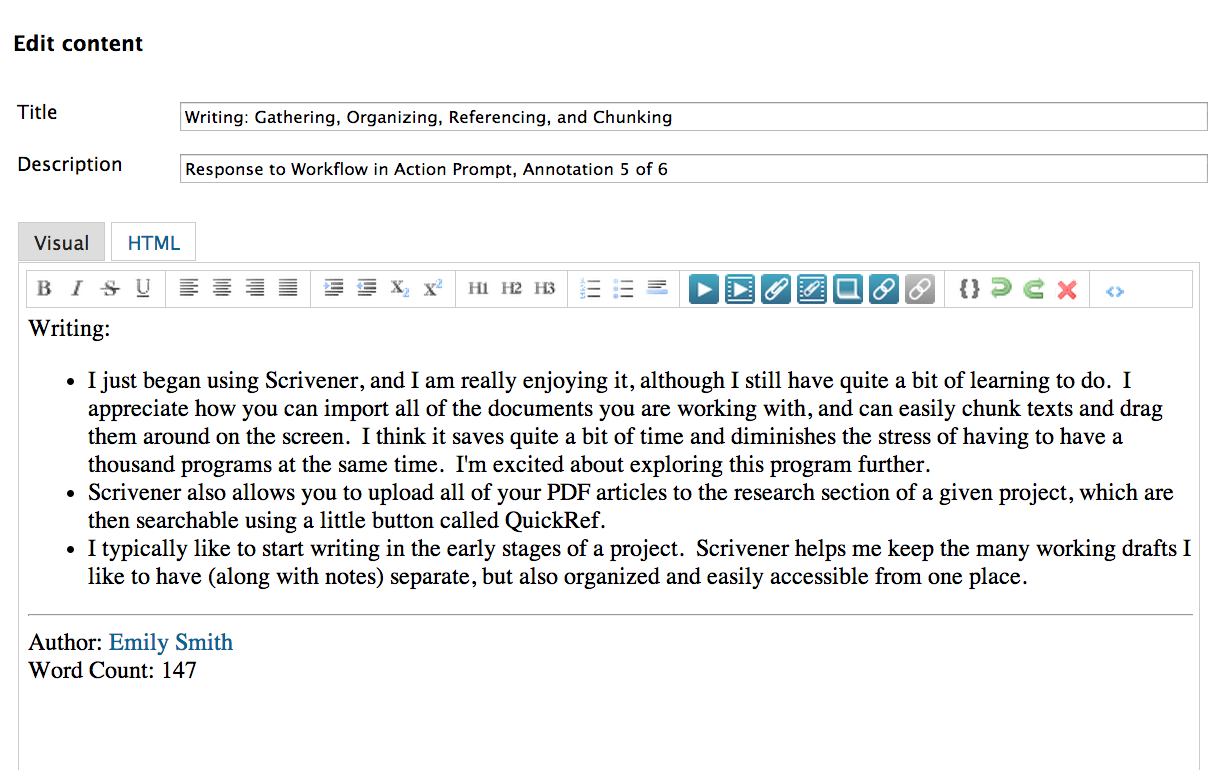 Edit content
Title
Writing: Gathering, Organizing, Referencing, and Chunking
Description
Response to Workflow in Action Prompt, Annotation 5 of 6
Visual HTML
B I S U X2 X2 H1 H2 H3 {} <>
Writing:
• I just began using Scrivener, and I am really enjoying it, although I still have quite a bit of learning to do.  I
appreciate how you can import all of the documents you are working with, and can easily chunk texts and drag
them around on the screen.  I think it saves quite a bit of time and diminishes the stress of having to have a
thousand programs at the same time.  I'm excited about exploring this program further.
• Scrivener also allows you to upload all of your PDF articles to the research section of a given project, which are
then searchable using a little button called QuickRef.
• I typically like to start writing in the early stages of a project.  Scrivener helps me keep the many working drafts I
like to have (along with notes) separate, but also organized and easily accessible from one place.
Author: Emily Smith
Word Count: 147